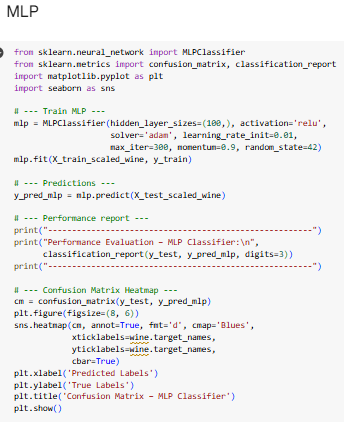 MLP
from sklearn.neural_network import MLPClassifier
from sklearn.metrics import confusion_matrix, classification_report
import matplotlib.pyplot as plt
import seaborn as sns
# --- Train MLP ---
mlp = MLPClassifier(hidden_layer_sizes=(100,), activation='relu',
solver='adam', learning_rate_init=0.01,
max_iter=300, momentum=0.9, random_state=42)
mlp.fit(X_train_scaled_wine, y_train)
# --- Predictions ---
y_pred_mlp = mlp.predict(X_test_scaled_wine)
# --- Performance report ---
print("----------------------------------------------------")
print("Performance Evaluation – MLP Classifier:\n",
classification_report(y_test, y_pred_mlp, digits=3))
print("----------------------------------------------------")
# --- Confusion Matrix Heatmap ---
cm = confusion_matrix(y_test, y_pred_mlp)
plt.figure(figsize=(8, 6))
sns.heatmap(cm, annot=True, fmt='d', cmap='Blues',
xticklabels=wine.target_names,
yticklabels=wine.target_names,
cbar=True)
plt.xlabel('Predicted Labels')
plt.ylabel('True Labels')
plt.title('Confusion Matrix – MLP Classifier')
plt.show()